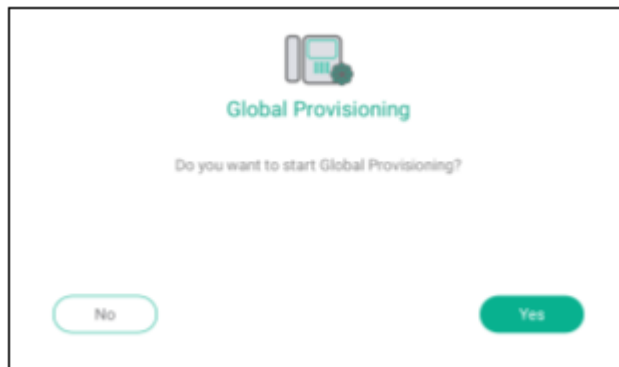 Global Provisioning
Do you want to start Global Provisioning?
No
Yes